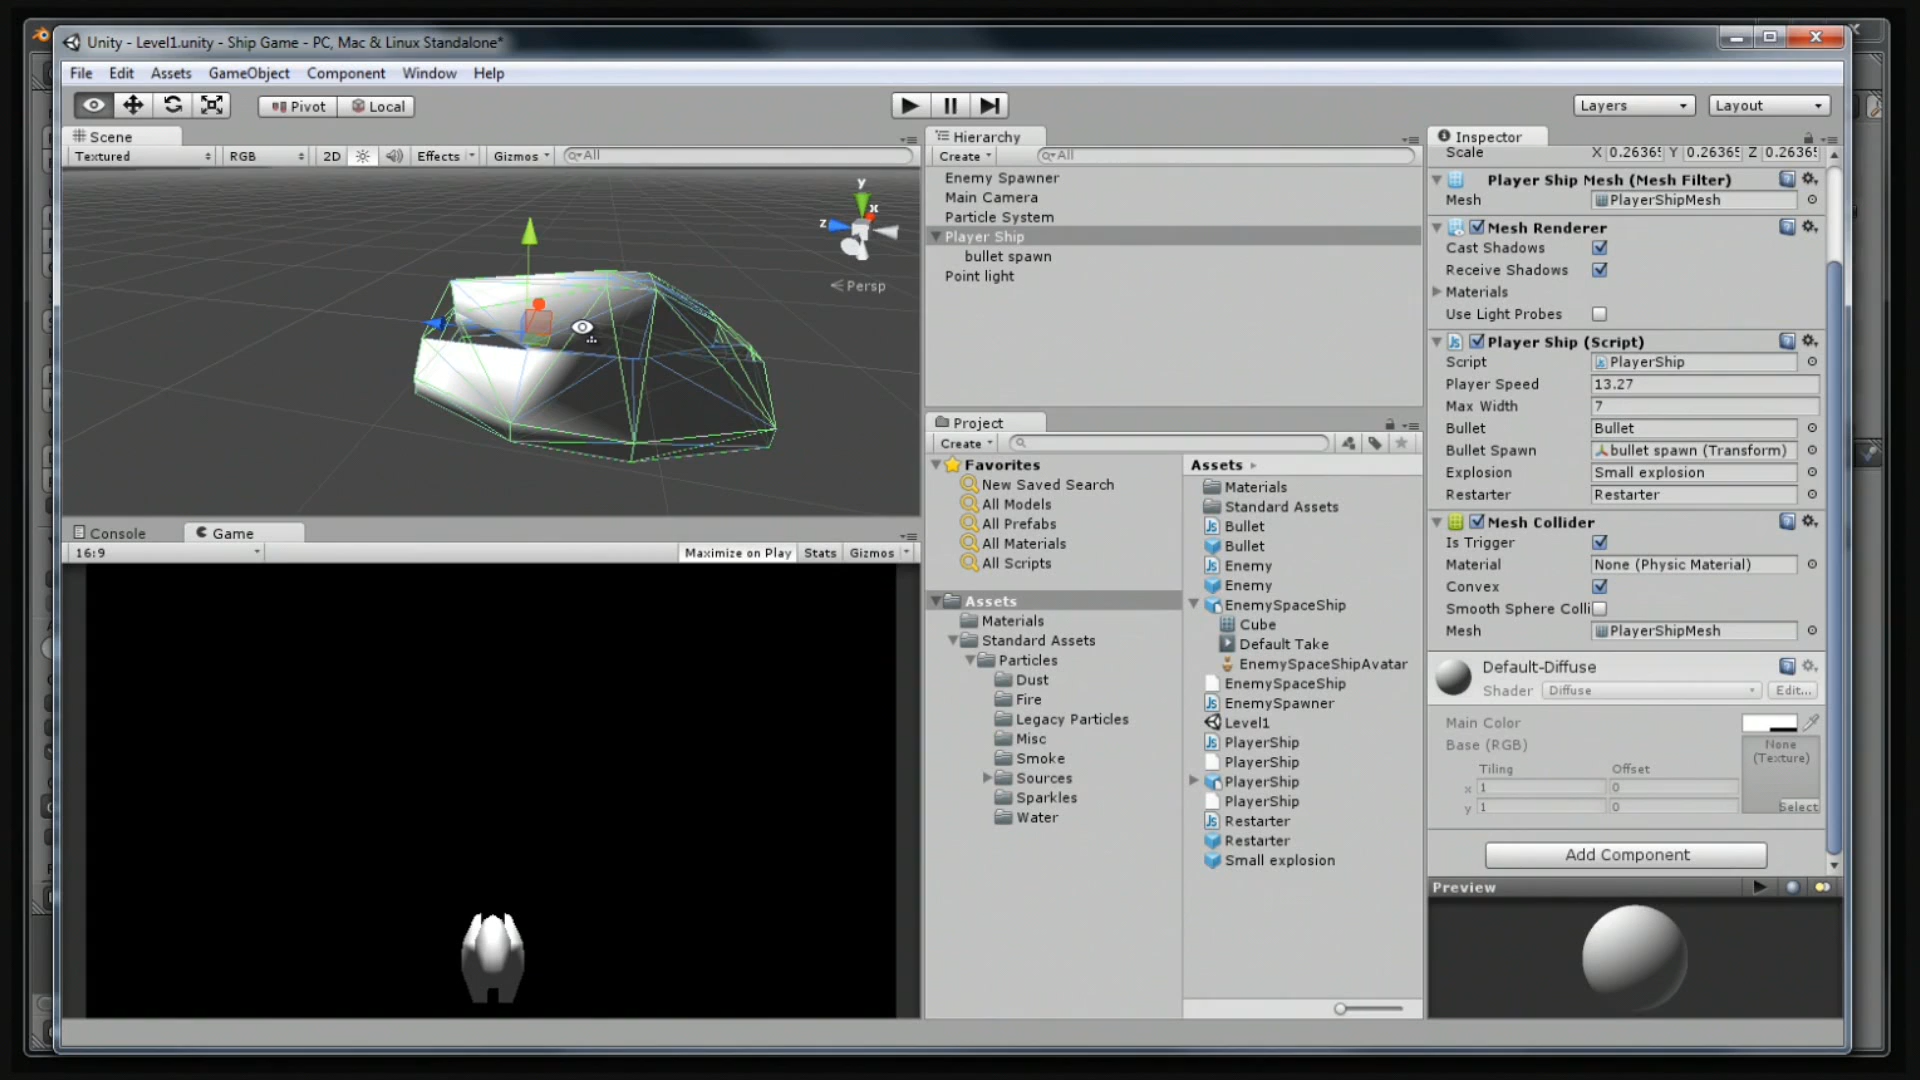 Unity - Level1.unity - Ship Game - PC, Mac & Linux Standalone*
File Edit Assets GameObject Component Window Help
Pivot Local
Layers Layout
Scene
Textured RGB 2D Effects Gizmos All
y
x
z
Persp
Console Game
16:9 Maximize on Play Stats Gizmos
Hierarchy
Create All
Enemy Spawner
Main Camera
Particle System
Player Ship
bullet spawn
Point light
Project
Create
Favorites
New Saved Search
All Models
All Prefabs
All Materials
All Scripts
Assets
Materials
Standard Assets
Particles
Dust
Fire
Legacy Particles
Misc
Smoke
Sources
Sparkles
Water
Assets
Materials
Standard Assets
Bullet
Bullet
Enemy
Enemy
EnemySpaceShip
Cube
Default Take
EnemySpaceShipAvatar
EnemySpaceShip
EnemySpawner
Level1
PlayerShip
PlayerShip
PlayerShip
PlayerShip
Restarter
Restarter
Small explosion
Inspector
Scale X 0.2636 Y 0.2636 Z 0.2636
Player Ship Mesh (Mesh Filter)
Mesh PlayerShipMesh
Mesh Renderer
Cast Shadows
Receive Shadows
Materials
Use Light Probes
Player Ship (Script)
Script PlayerShip
Player Speed 13.27
Max Width 7
Bullet Bullet
Bullet Spawn bullet spawn (Transform)
Explosion Small explosion
Restarter Restarter
Mesh Collider
Is Trigger
Material None (Physic Material)
Convex
Smooth Sphere Colli
Mesh PlayerShipMesh
Default-Diffuse
Shader Diffuse Edit...
Main Color
Base (RGB)
None
(Texture)
Tiling Offset
x 1 0
y 1 0
Select
Add Component
Preview